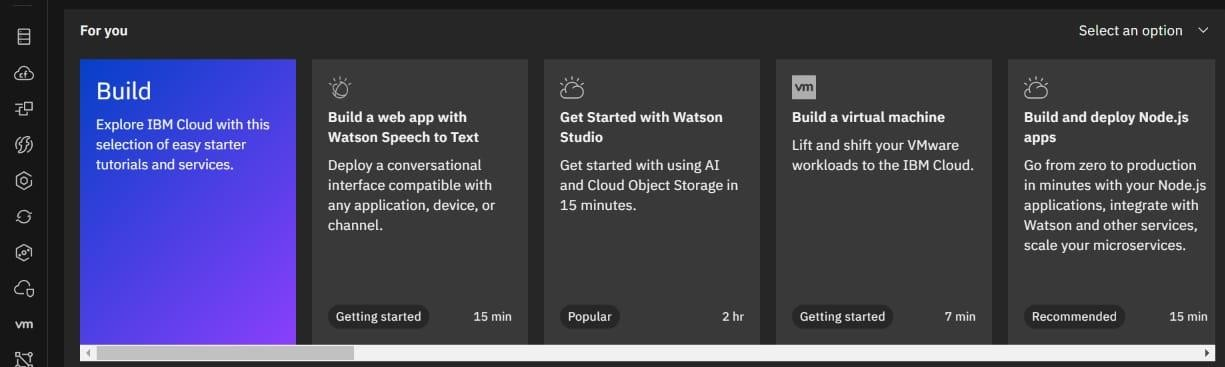 For you
Select an option
Build
Explore IBM Cloud with this
selection of easy starter
tutorials and services.
Build a web app with
Watson Speech to Text
Deploy a conversational
interface compatible with
any application, device, or
channel.
Getting started
15 min
Get Started with Watson
Studio
Get started with using AI
and Cloud Object Storage in
15 minutes.
Popular
2 hr
vm
Build a virtual machine
Lift and shift your VMware
workloads to the IBM Cloud.
Getting started
7 min
Build and deploy Node.js
apps
Go from zero to production
in minutes with your Node.js
applications, integrate with
Watson and other services,
scale your microservices.
Recommended
15 min
cf
vm